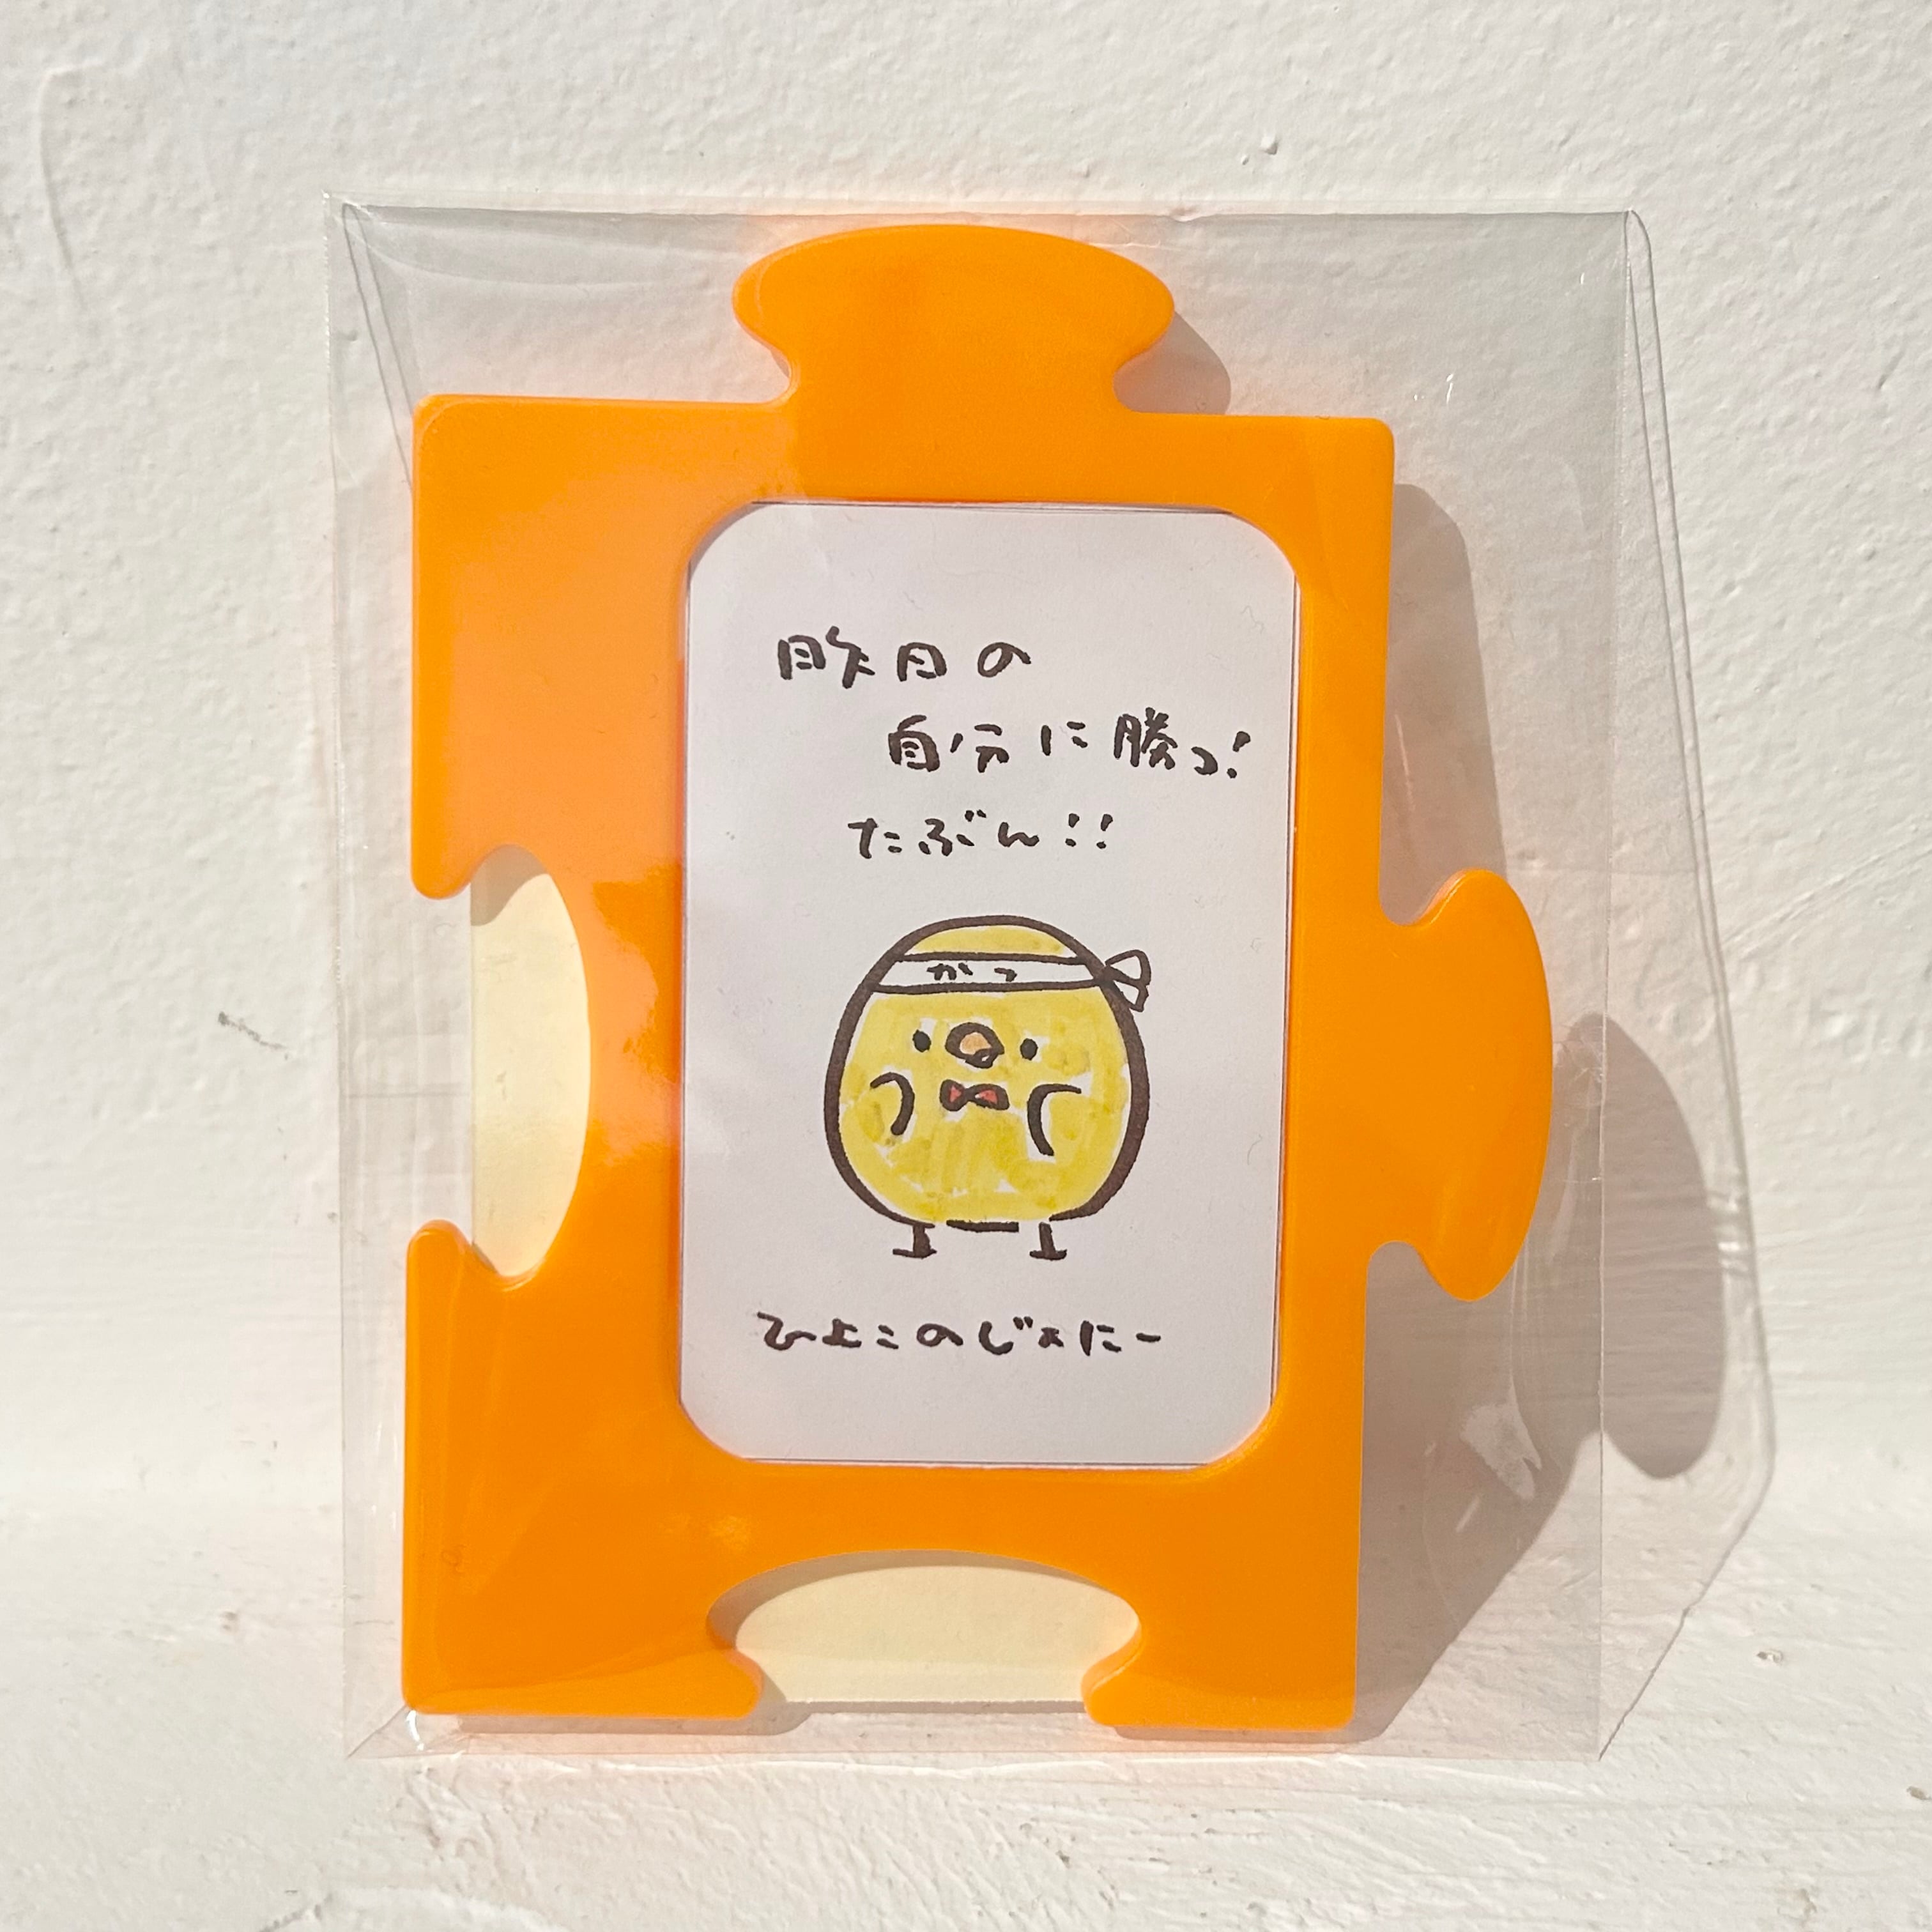 昨日の
自分に勝つ!
たぶん!!
かつ
ひよこのじょにー